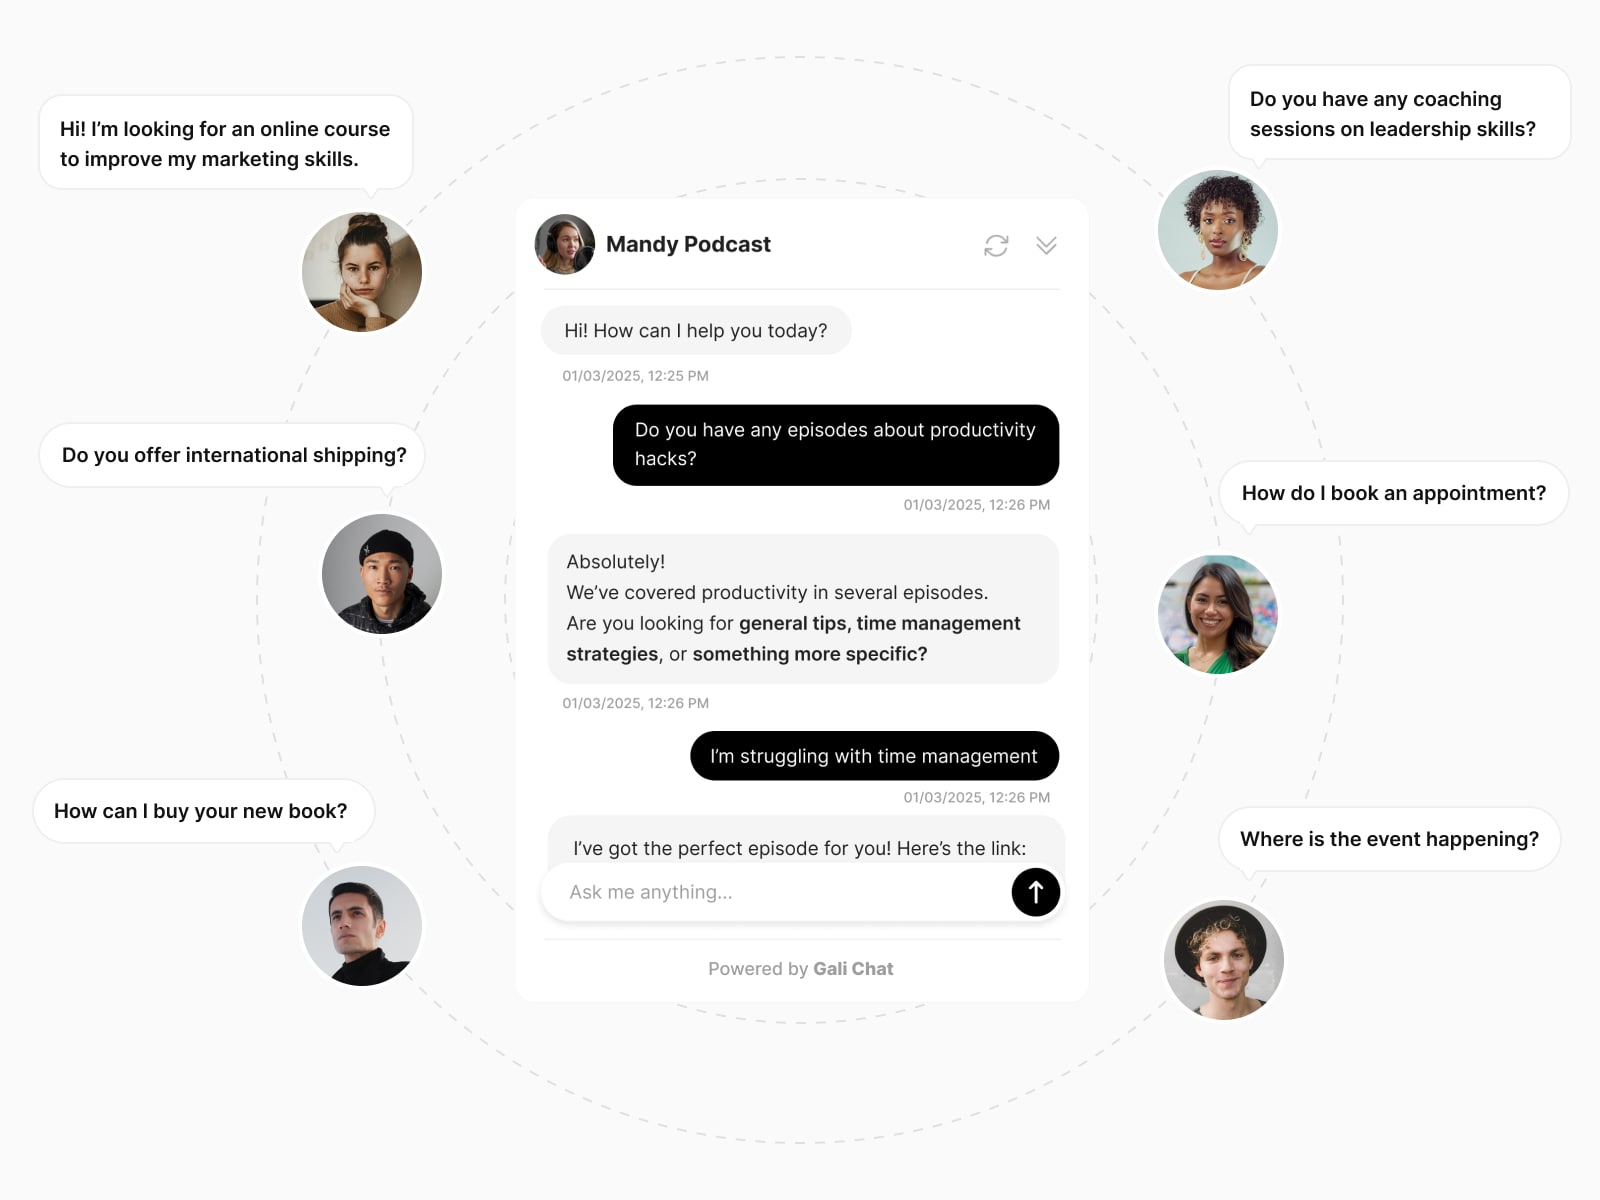 Hi! I’m looking for an online course
to improve my marketing skills.
Do you have any coaching
sessions on leadership skills?
Mandy Podcast
Hi! How can I help you today?
01/03/2025, 12:25 PM
Do you have any episodes about productivity
hacks?
01/03/2025, 12:26 PM
Do you offer international shipping?
How do I book an appointment?
Absolutely!
We’ve covered productivity in several episodes.
Are you looking for general tips, time management
strategies, or something more specific?
01/03/2025, 12:26 PM
I’m struggling with time management
01/03/2025, 12:26 PM
How can I buy your new book?
Where is the event happening?
I’ve got the perfect episode for you! Here’s the link:
Ask me anything...
Powered by Gali Chat